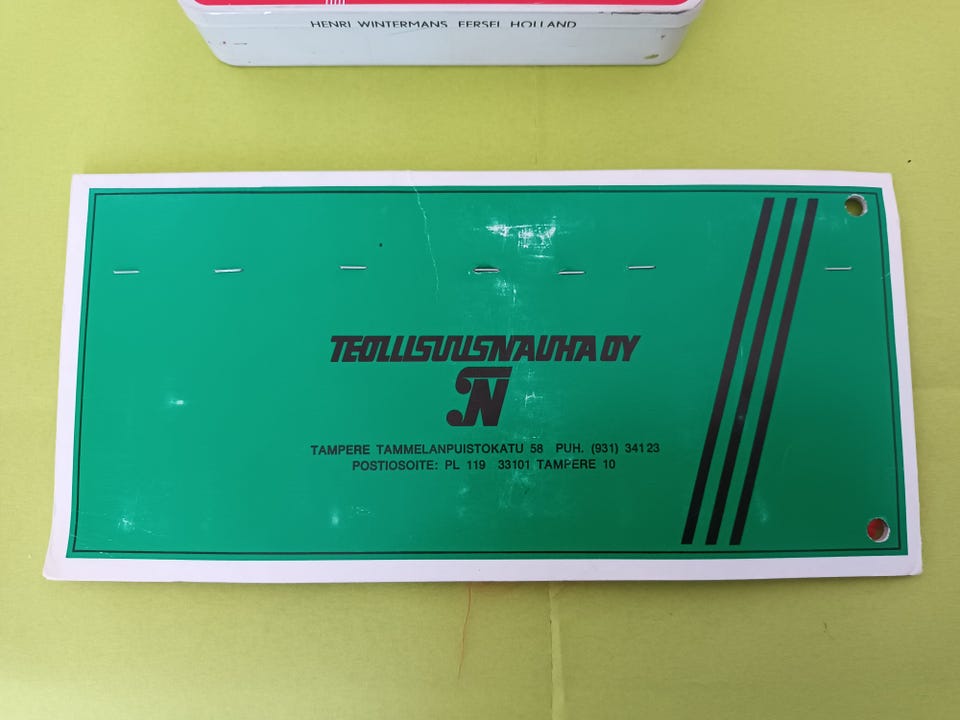 HENRI WINTERMANS EERSEL HOLLAND
TEOLLISUUSNAUHA OY
TN
TAMPERE TAMMELANPUISTOKATU 58 PUH. (931) 34123
POSTIOSOITE: PL 119 33101 TAMPERE 10